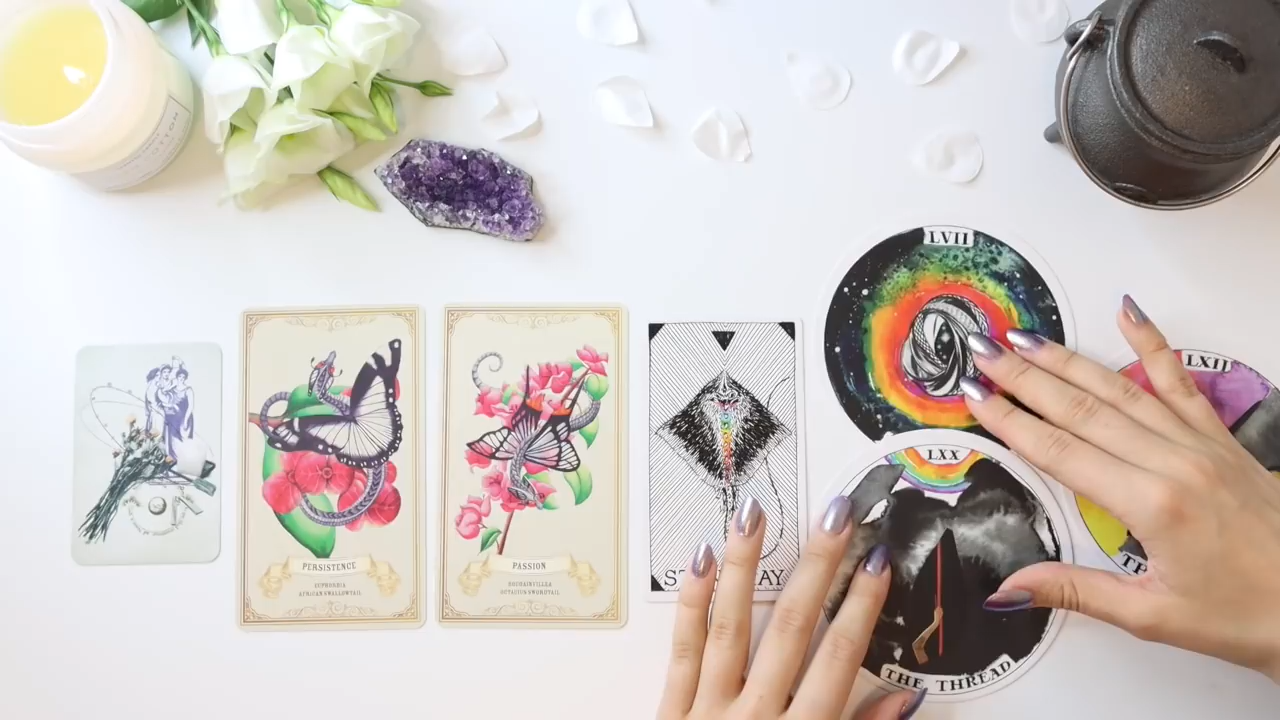 PERSISTENCE
EUPHORBIA
AFRICAN SWALLOWTAIL
PASSION
BOUGAINVILLEA
LVII
LXX
THE THREAD
LXII